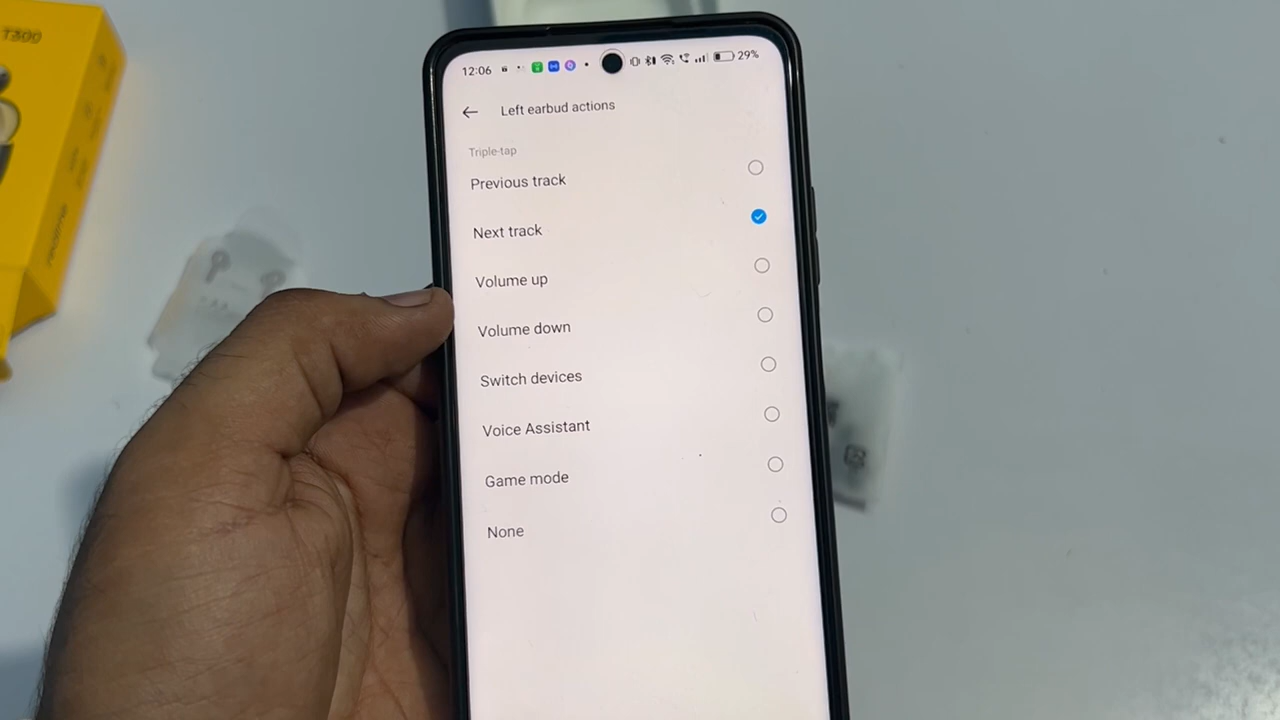 T300
12:06
29%
Left earbud actions
Triple-tap
Previous track
Next track
Volume up
Volume down
Switch devices
Voice Assistant
Game mode
None